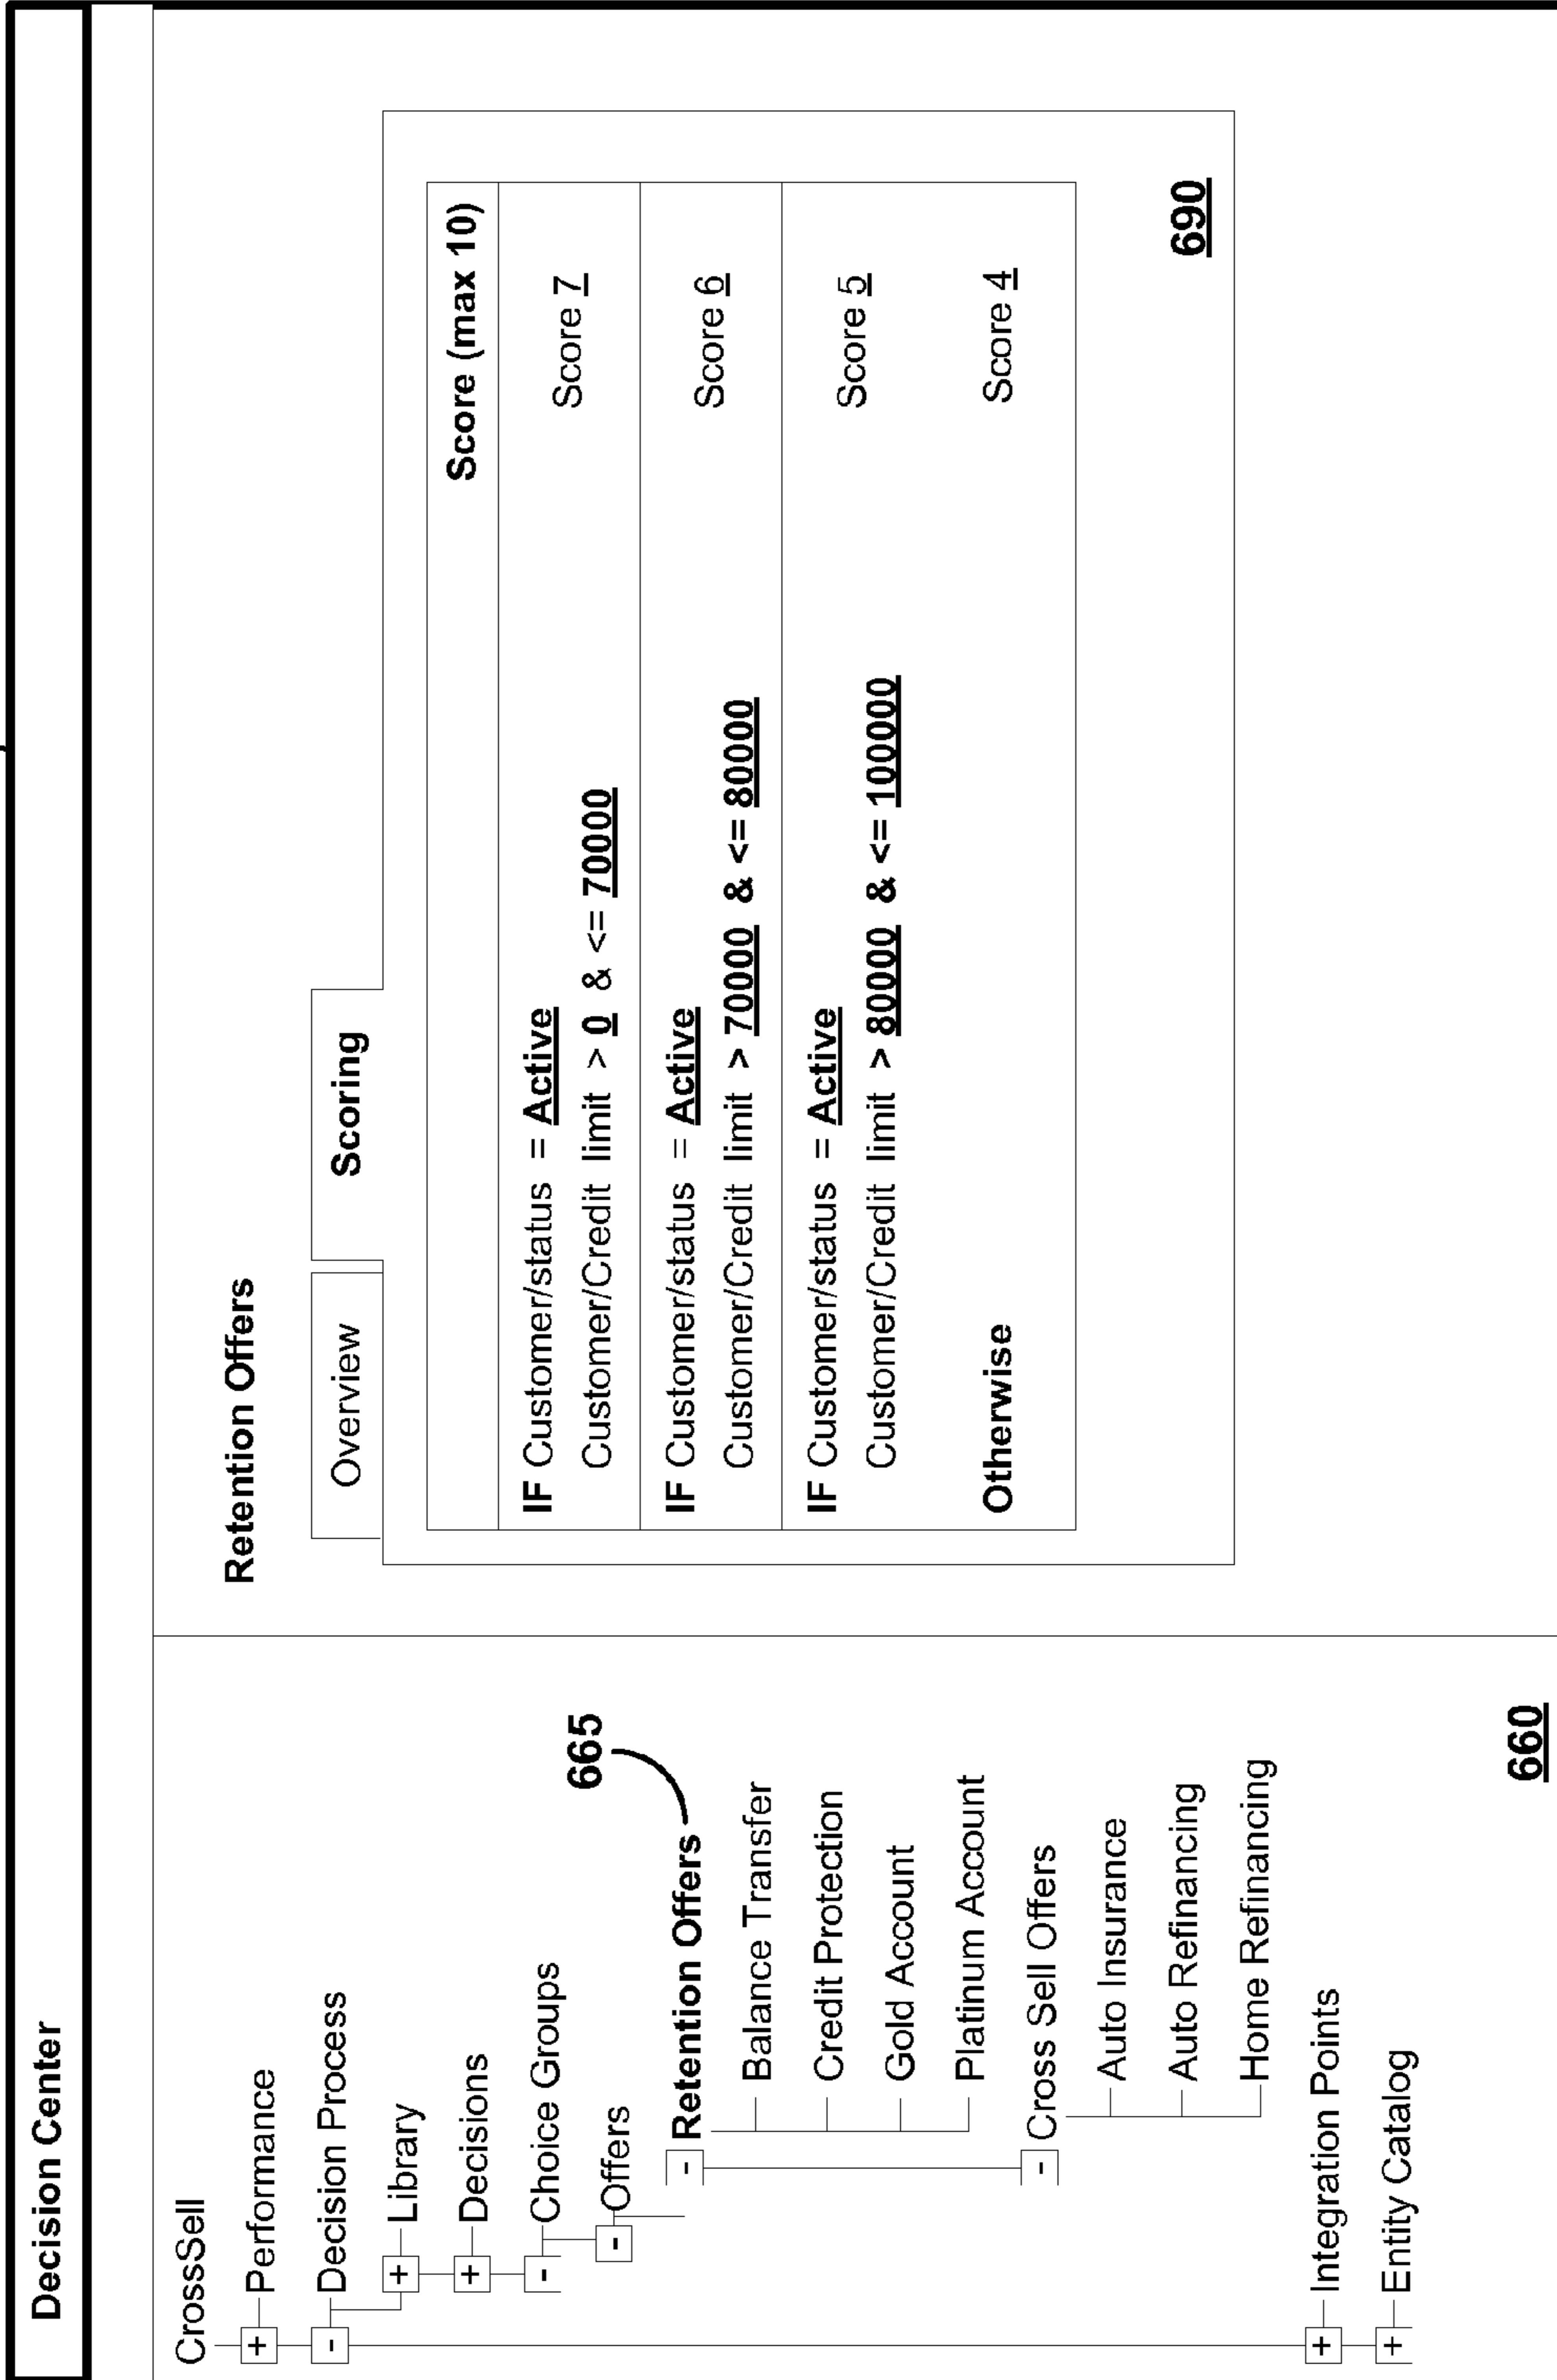 Decision Center
CrossSell
+ Performance
- Decision Process
+ Library
+ Decisions
- Choice Groups
- Offers
665
- Retention Offers
Balance Transfer
Credit Protection
Gold Account
Platinum Account
- Cross Sell Offers
Auto Insurance
Auto Refinancing
Home Refinancing
+ Integration Points
+ Entity Catalog
660
Retention Offers
Overview Scoring
Score (max 10)
IF Customer/status = Active
Customer/Credit limit > 0 & <= 70000 Score 7
IF Customer/status = Active
Customer/Credit limit > 70000 & <= 80000 Score 6
IF Customer/status = Active
Customer/Credit limit > 80000 & <= 100000 Score 5
Otherwise Score 4
690